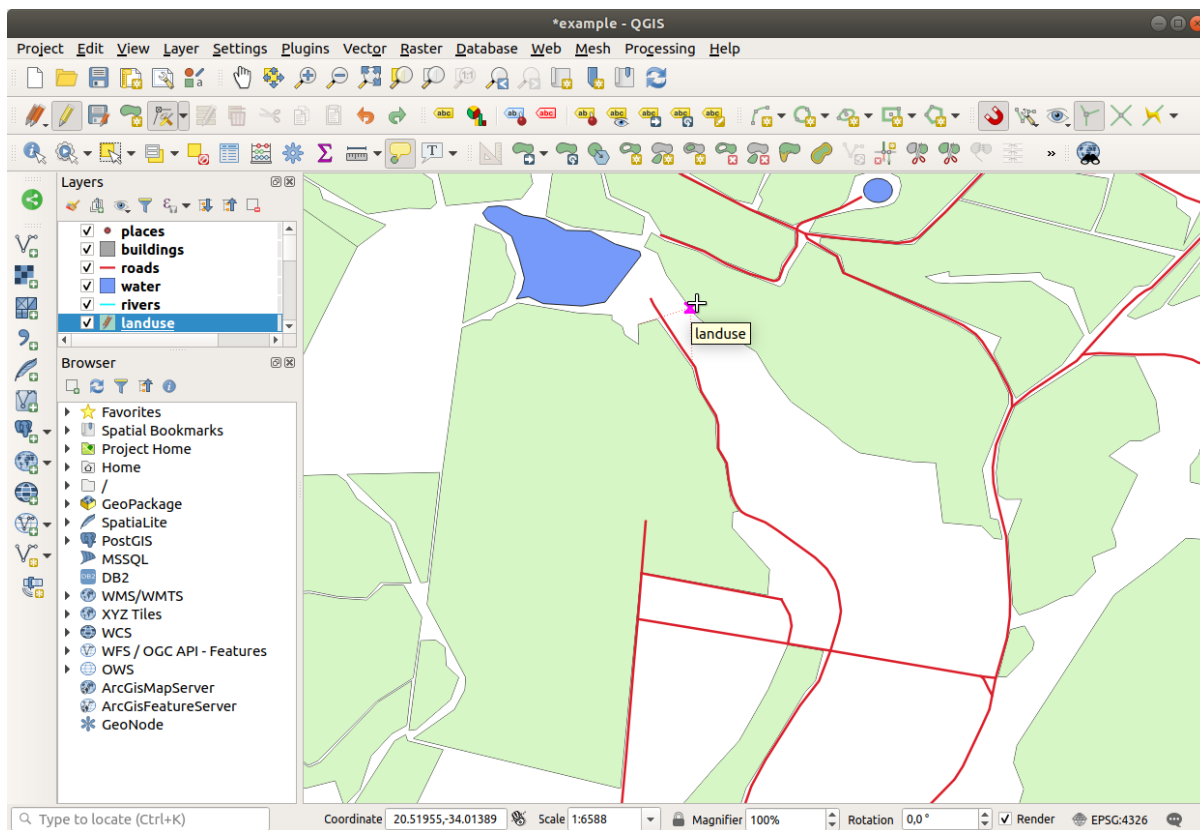 *example - QGIS
Project Edit View Layer Settings Plugins Vector Raster Database Web Mesh Processing Help
Layers
places
buildings
roads
water
rivers
landuse
Browser
Favorites
Spatial Bookmarks
Project Home
Home
/
GeoPackage
SpatiaLite
PostGIS
MSSQL
DB2
WMS/WMTS
XYZ Tiles
WCS
WFS / OGC API - Features
OWS
ArcGisMapServer
ArcGisFeatureServer
GeoNode
landuse
Type to locate (Ctrl+K) Coordinate 20.51955,-34.01389 Scale 1:6588 Magnifier 100% Rotation 0,0 ° Render EPSG:4326